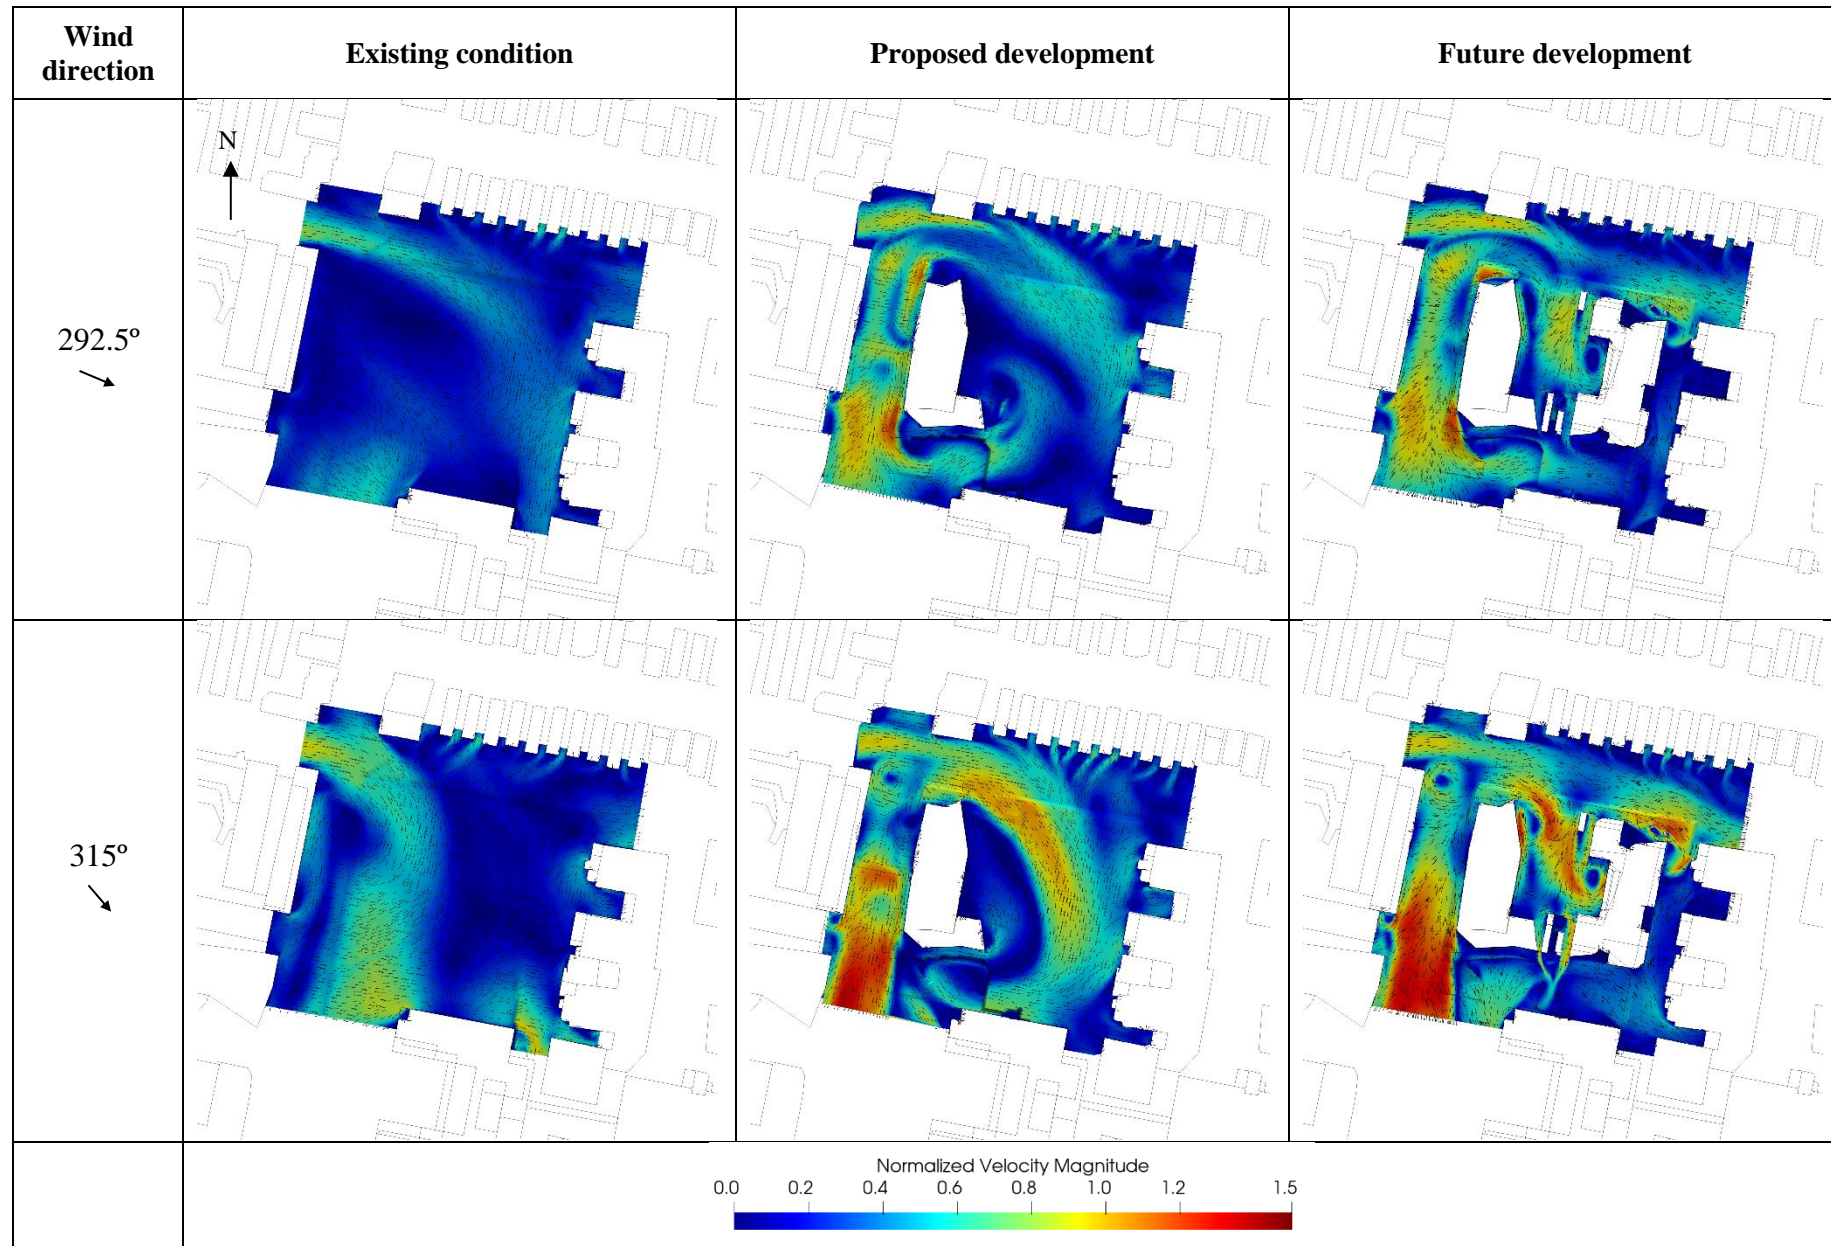 Wind
direction
Existing condition
Proposed development
Future development
N
292.5º
315º
Normalized Velocity Magnitude
0.0 0.2 0.4 0.6 0.8 1.0 1.2 1.5